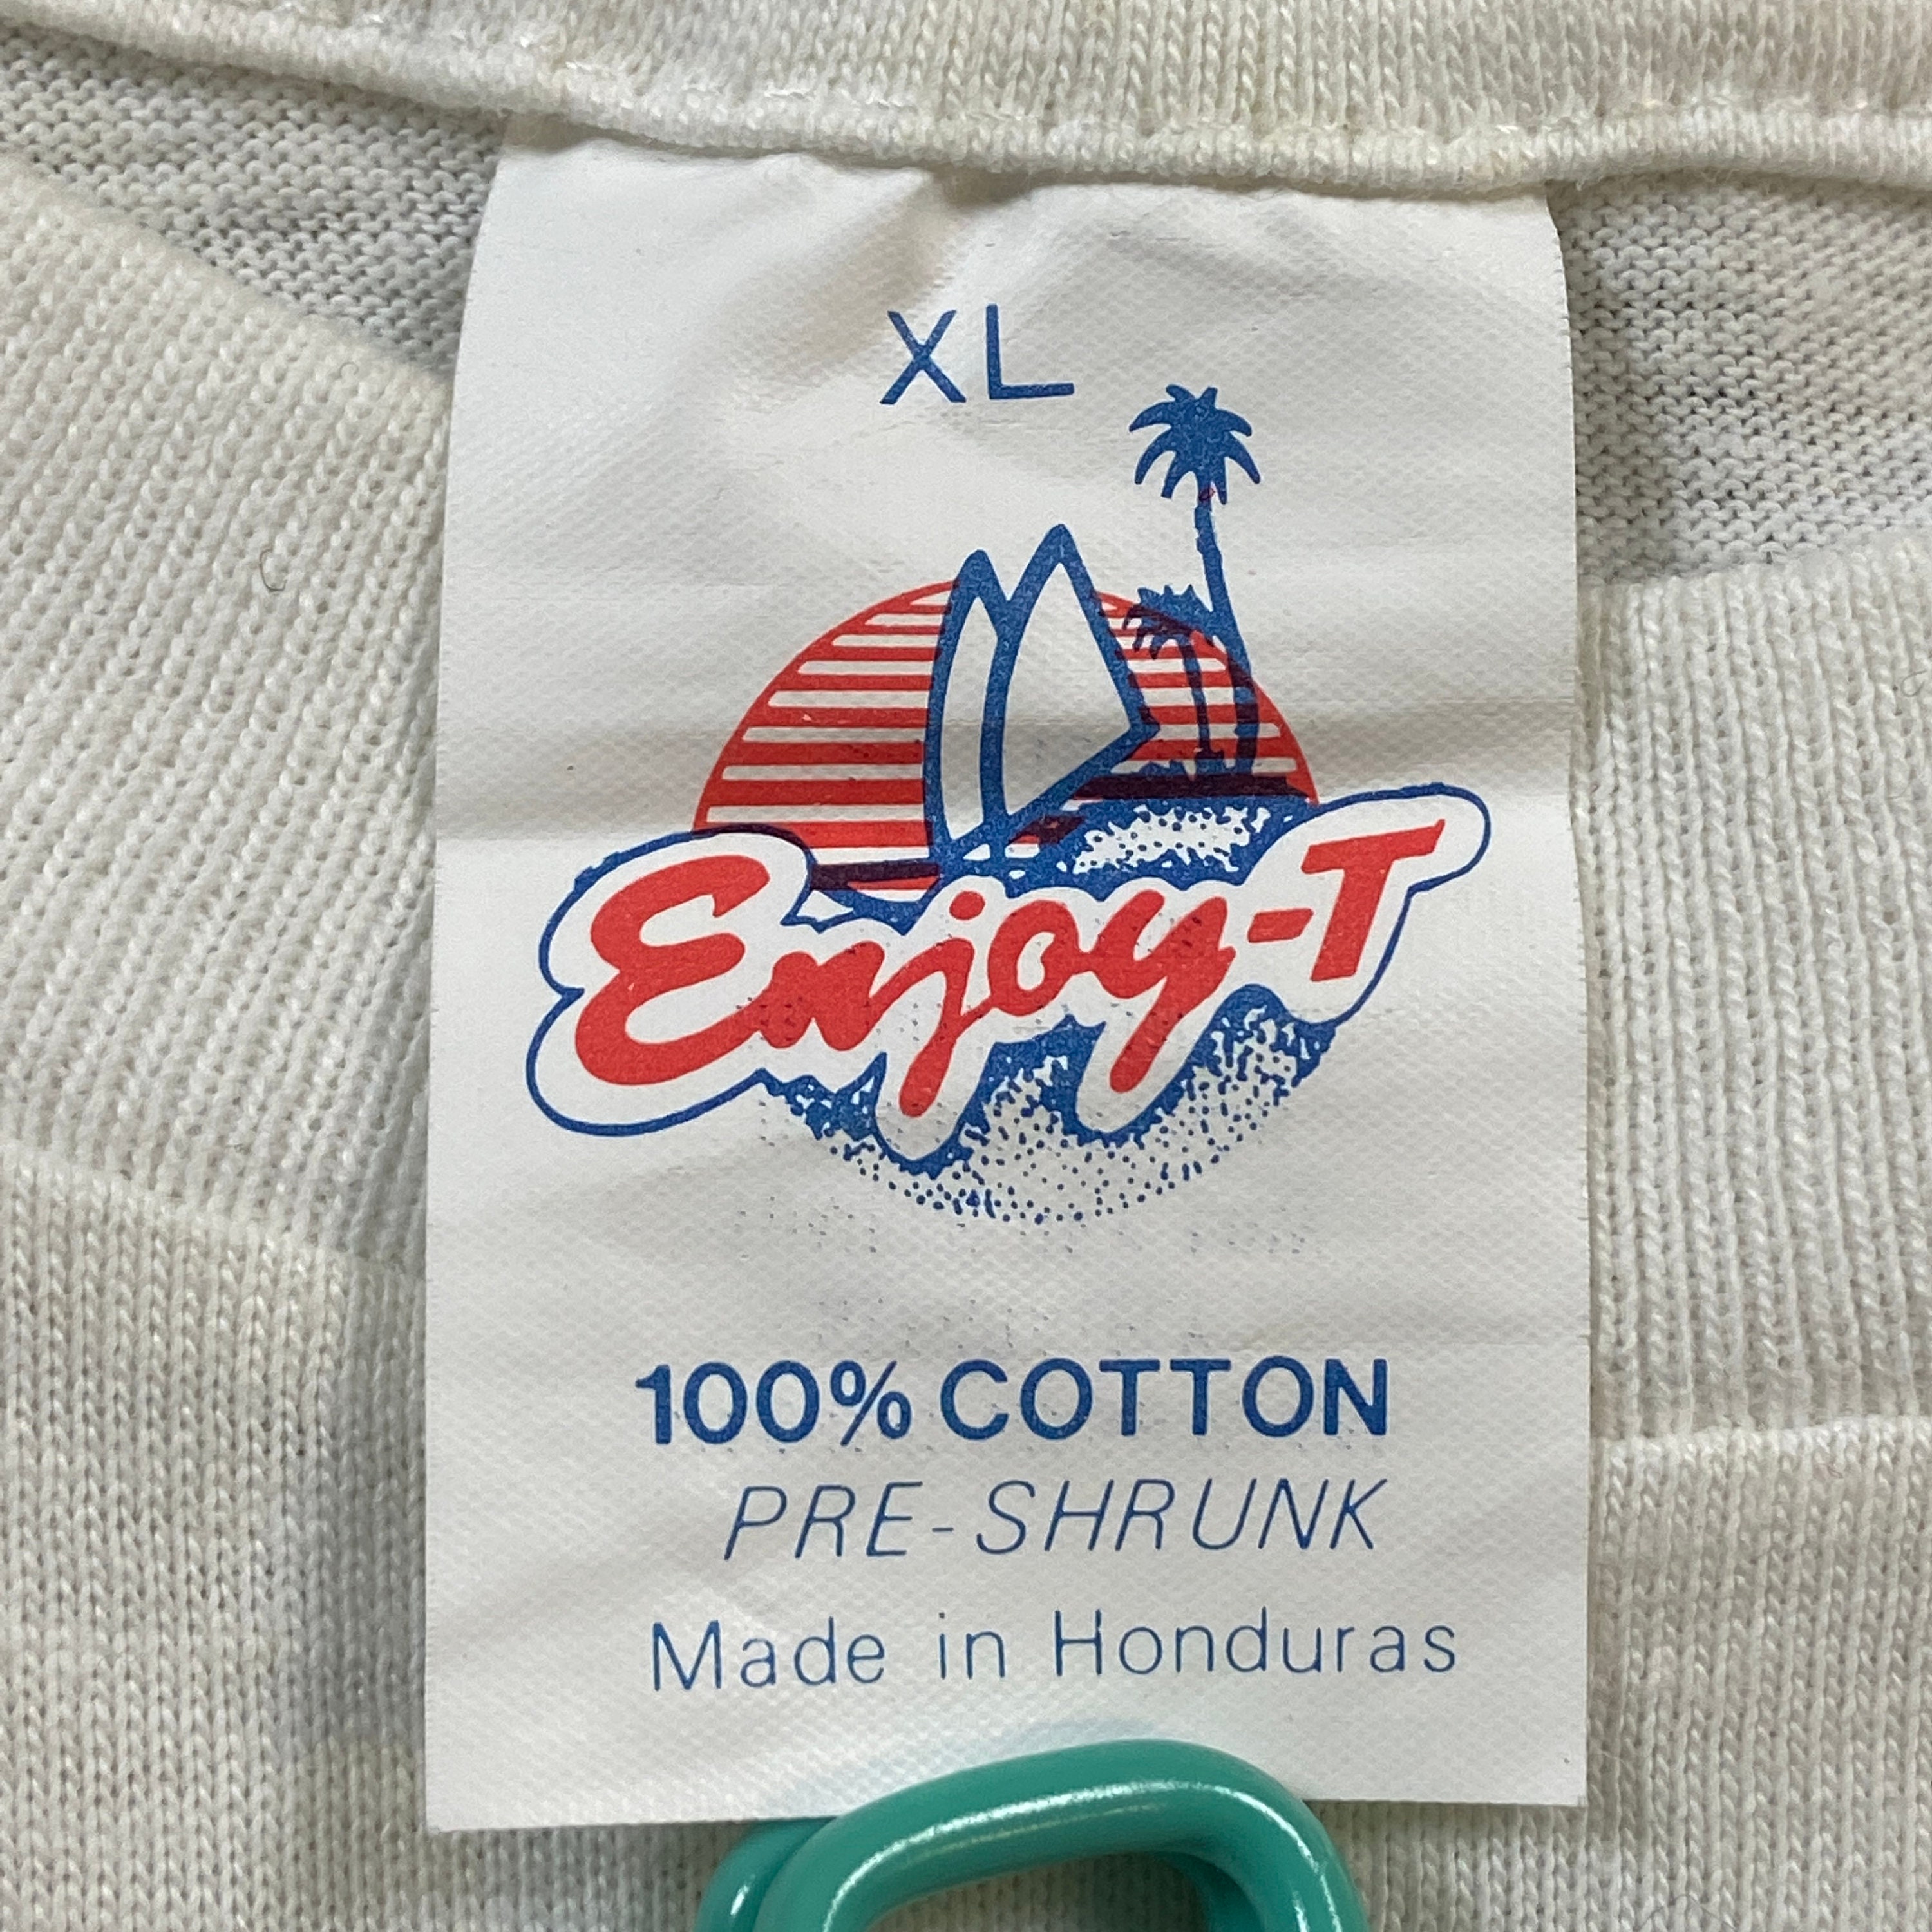 XL
Enjoy-T
100% COTTON
PRE-SHRUNK
Made in Honduras